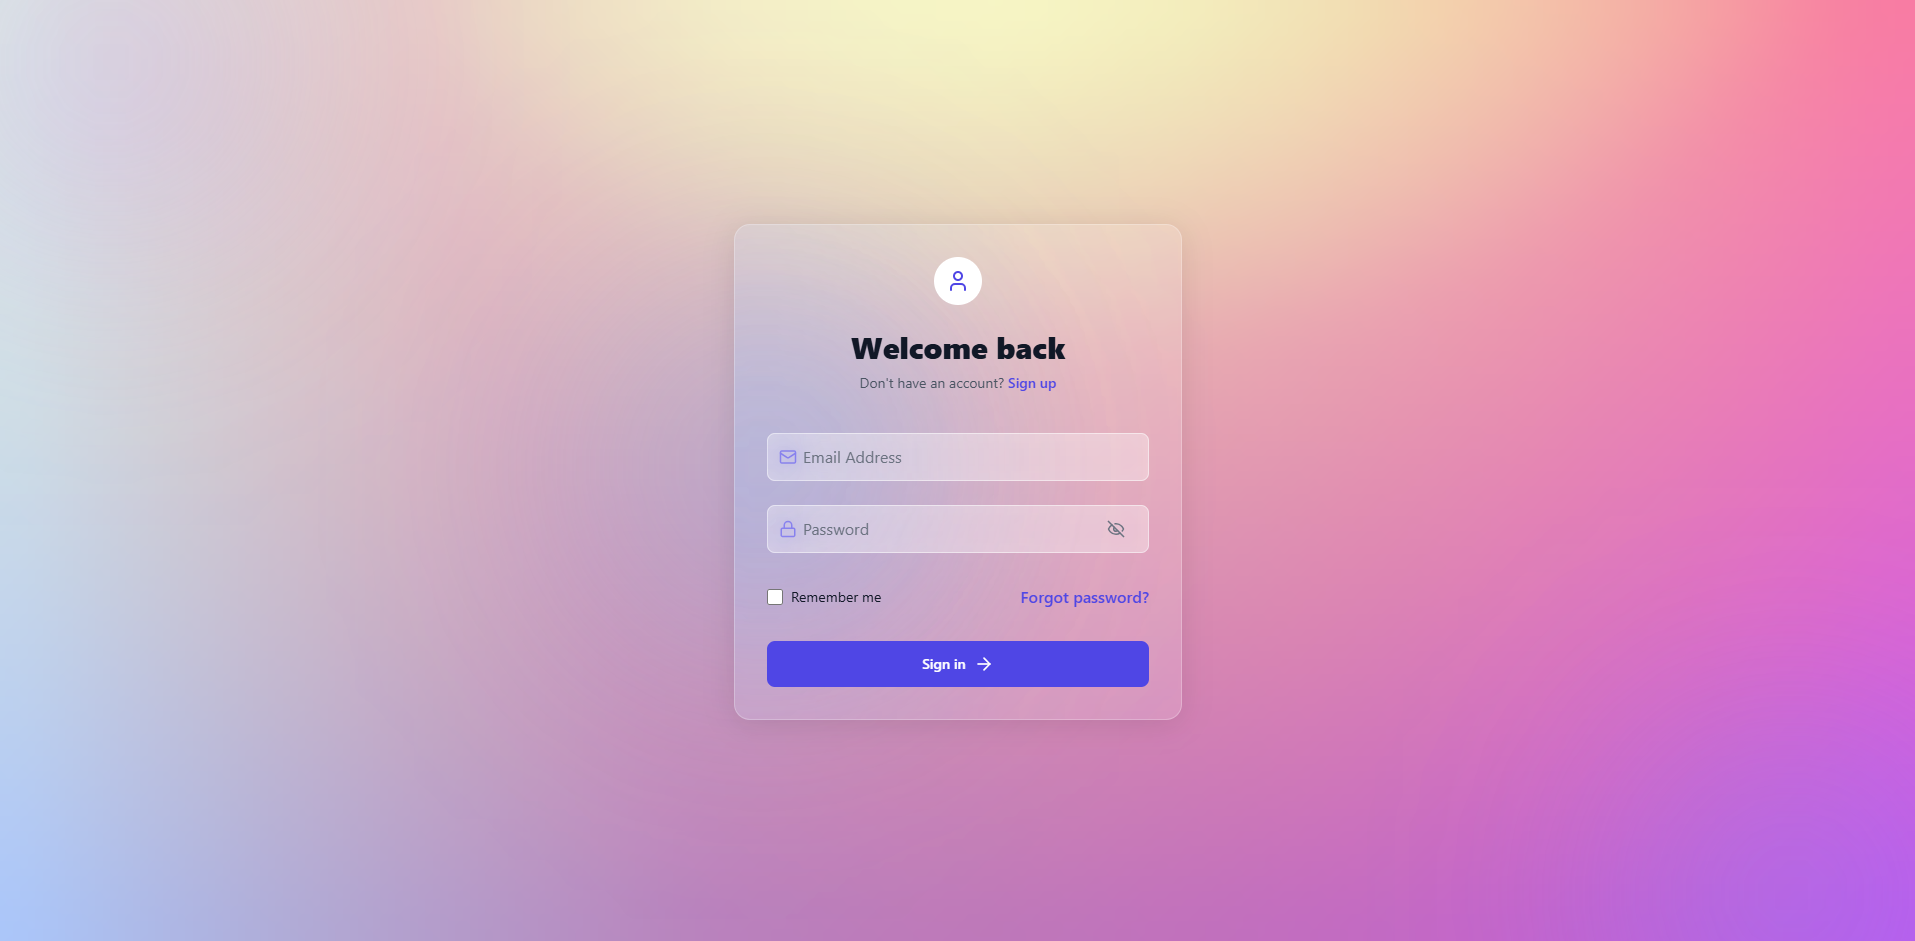 Welcome back
Don't have an account? Sign up
Email Address
Password
Remember me
Forgot password?
Sign in